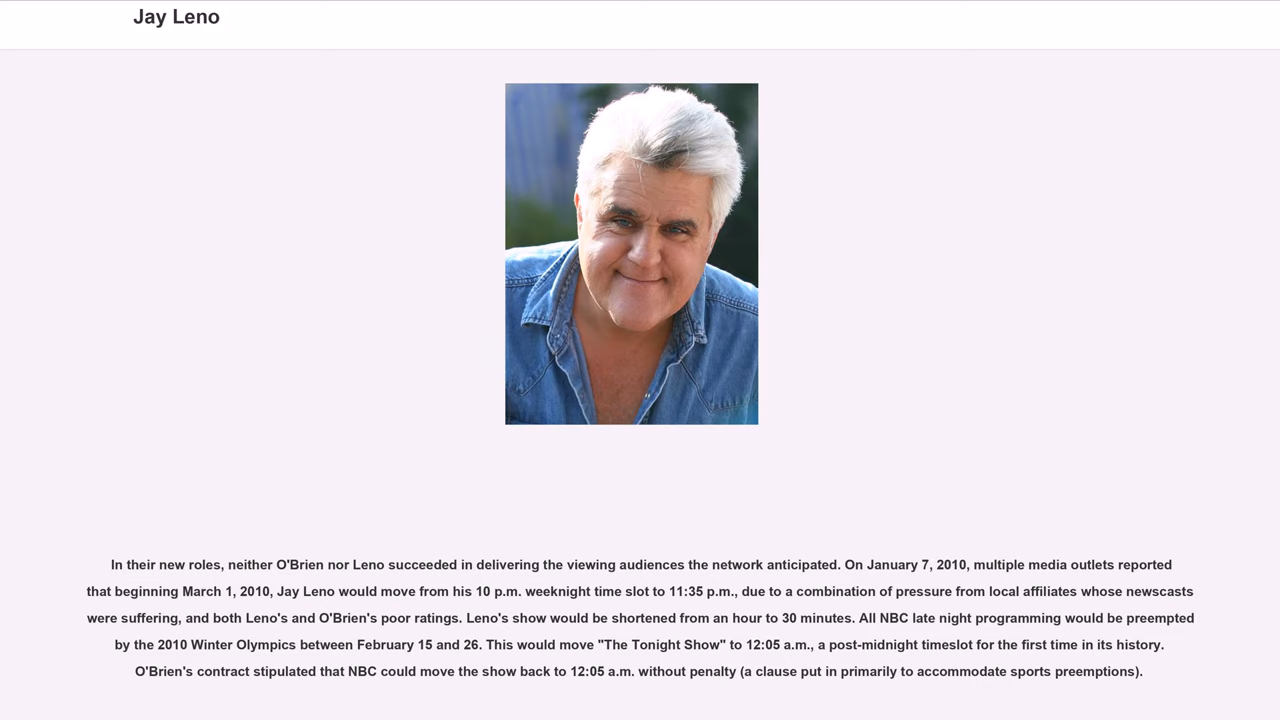 Jay Leno
In their new roles, neither O'Brien nor Leno succeeded in delivering the viewing audiences the network anticipated. On January 7, 2010, multiple media outlets reported
that beginning March 1, 2010, Jay Leno would move from his 10 p.m. weeknight time slot to 11:35 p.m., due to a combination of pressure from local affiliates whose newscasts
were suffering, and both Leno's and O'Brien's poor ratings. Leno's show would be shortened from an hour to 30 minutes. All NBC late night programming would be preempted
by the 2010 Winter Olympics between February 15 and 26. This would move "The Tonight Show" to 12:05 a.m., a post-midnight timeslot for the first time in its history.
O'Brien's contract stipulated that NBC could move the show back to 12:05 a.m. without penalty (a clause put in primarily to accommodate sports preemptions).